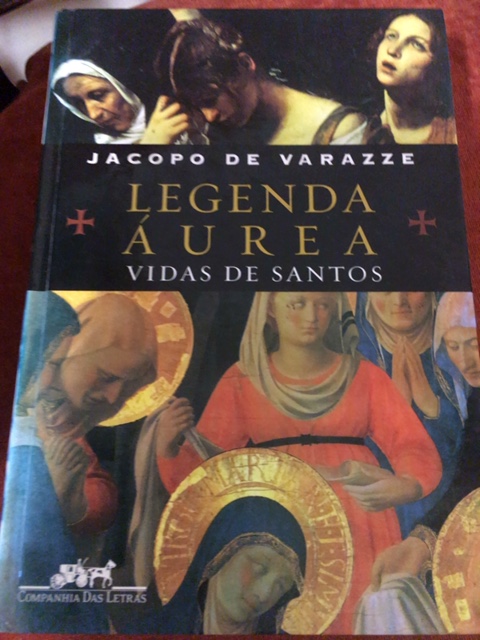 JACOPO DE VARAZZE
LEGENDA
ÁUREA
VIDAS DE SANTOS
COMPANHIA DAS LETRAS